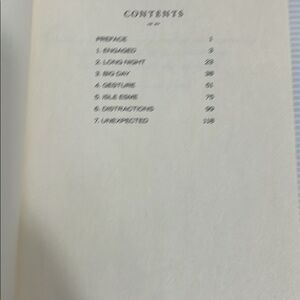 CONTENTS
PREFACE 1
1. ENGAGED 3
2. LONG NIGHT 23
3. BIG DAY 38
4. GESTURE 51
5. ISLE ESME 75
6. DISTRACTIONS 99
7. UNEXPECTED 118